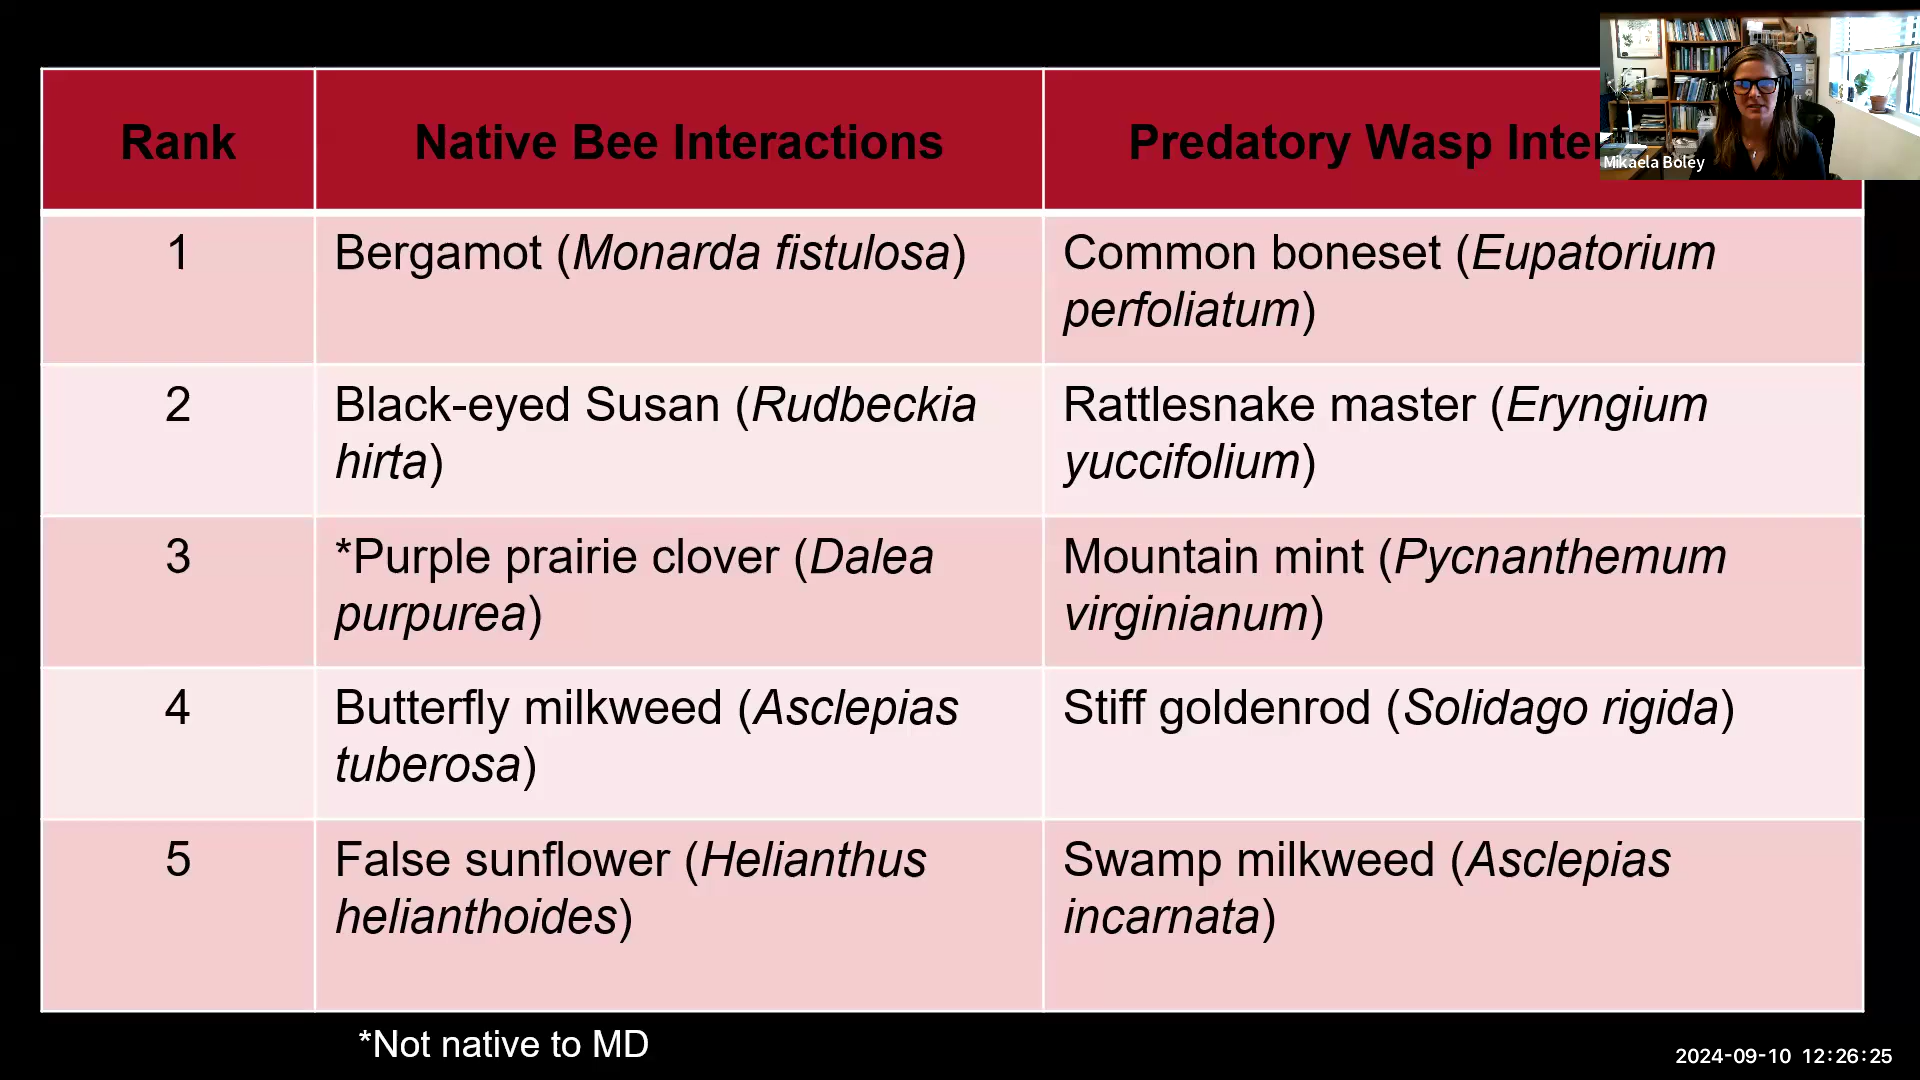 Rank Native Bee Interactions Predatory Wasp
Mikaela Boley
1 Bergamot (Monarda fistulosa) Common boneset (Eupatorium
perfoliatum)
2 Black-eyed Susan (Rudbeckia Rattlesnake master (Eryngium
hirta) yuccifolium)
3 *Purple prairie clover (Dalea Mountain mint (Pycnanthemum
purpurea) virginianum)
4 Butterfly milkweed (Asclepias Stiff goldenrod (Solidago rigida)
tuberosa)
5 False sunflower (Helianthus Swamp milkweed (Asclepias
helianthoides) incarnata)
*Not native to MD
2024-09-10 12:26:25